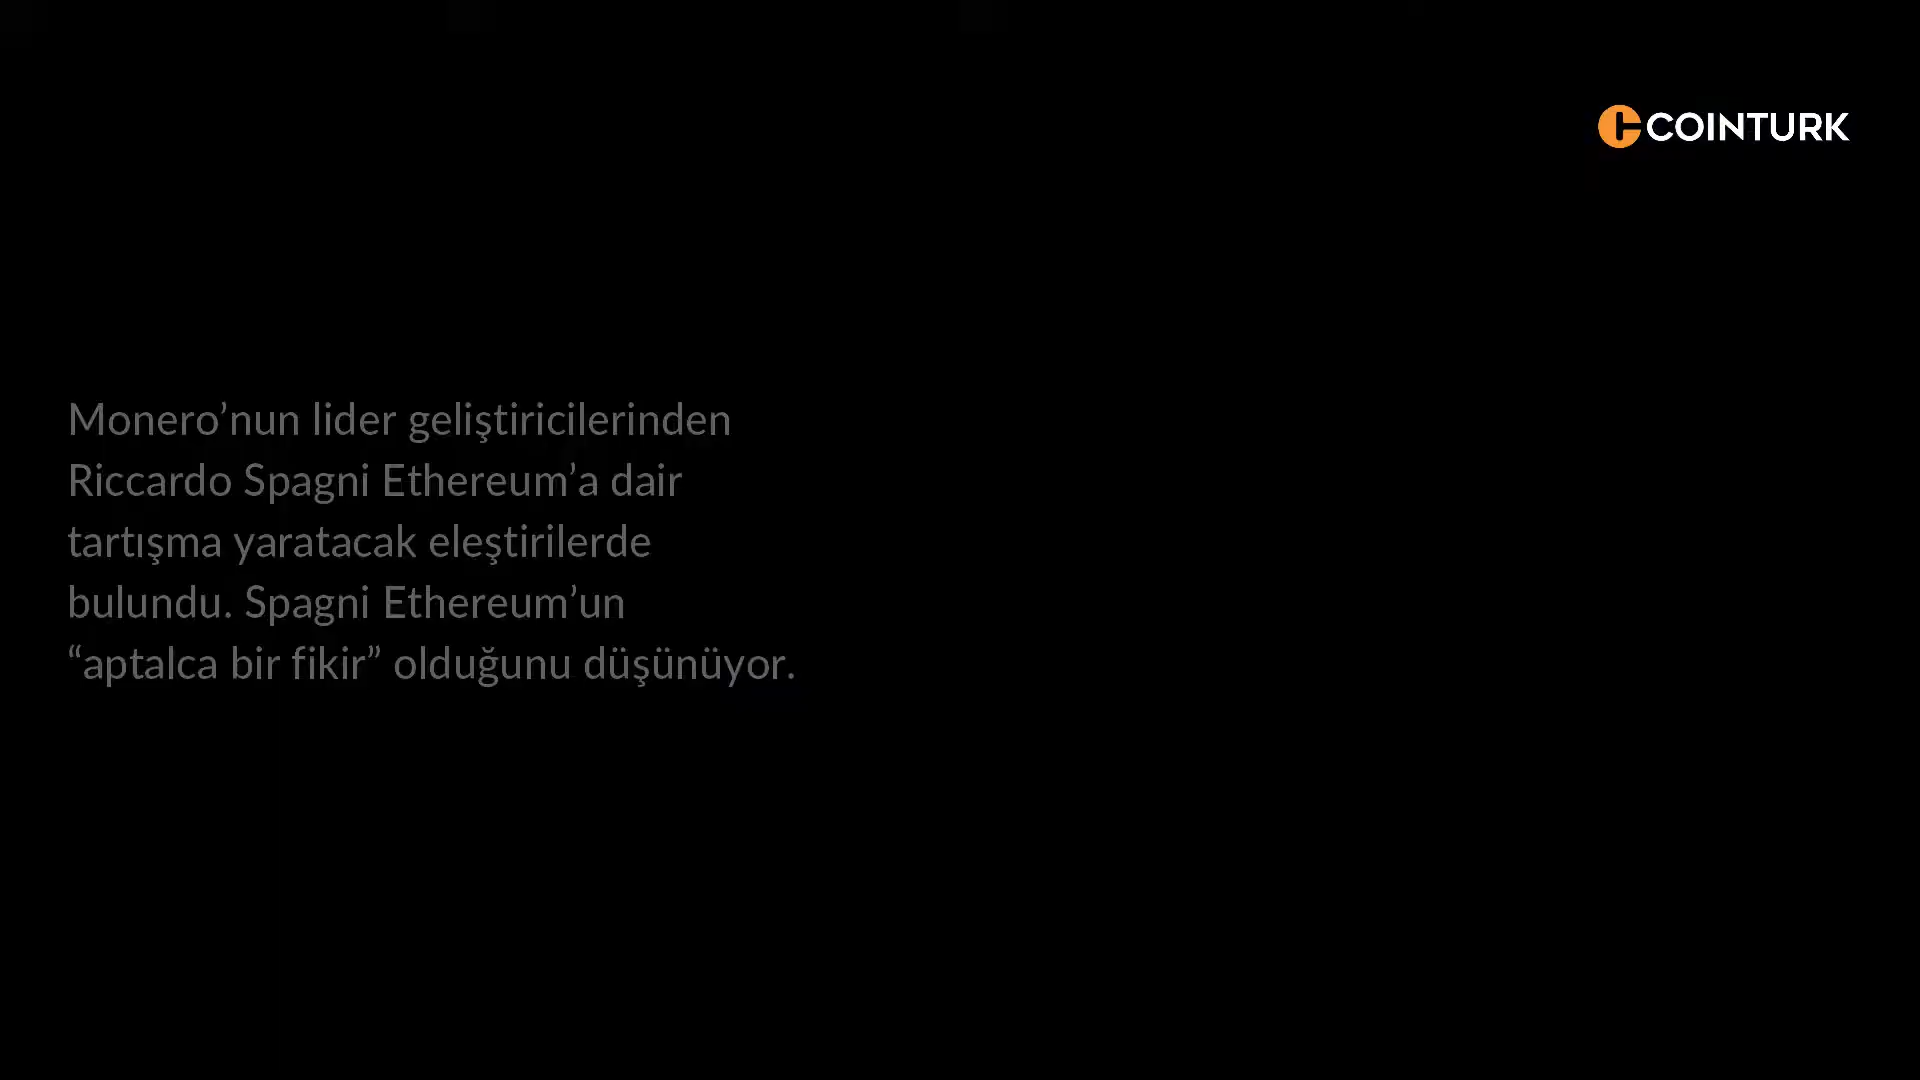 COINTURK
Monero’nun lider geliştiricilerinden
Riccardo Spagni Ethereum’a dair
tartışma yaratacak eleştirilerde
bulundu. Spagni Ethereum’un
“aptalca bir fikir” olduğunu düşünüyor.